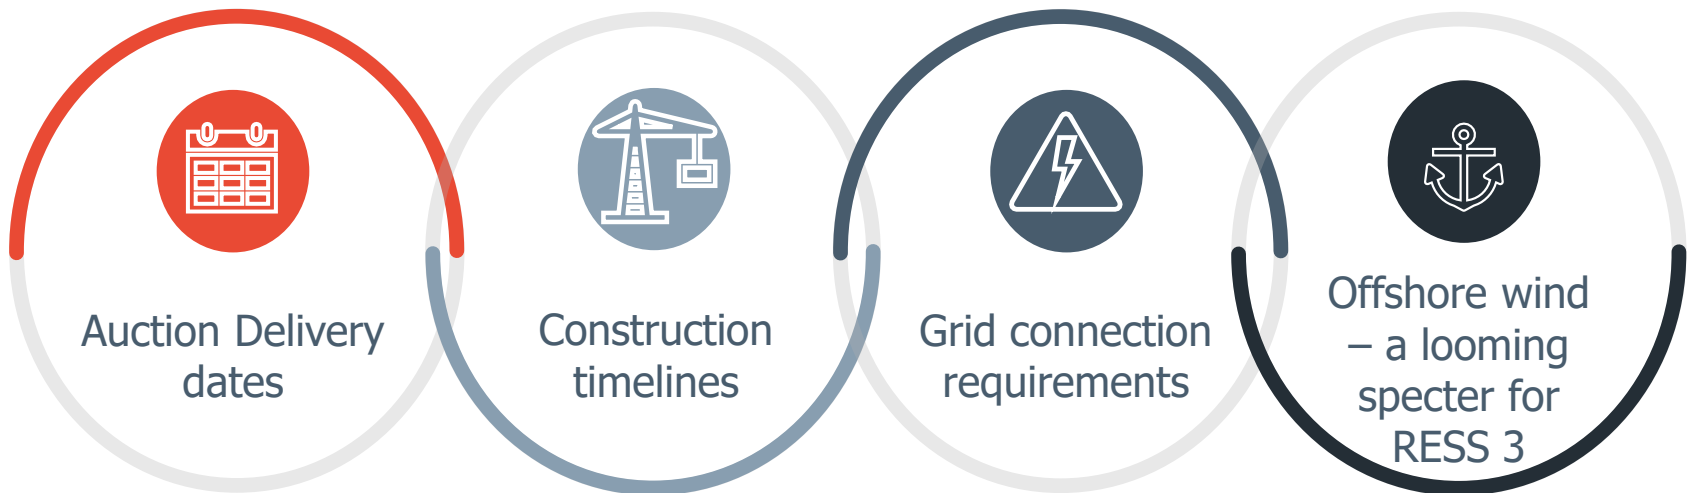 Auction Delivery
dates
Construction
timelines
Grid connection
requirements
Offshore wind
– a looming
specter for
RESS 3